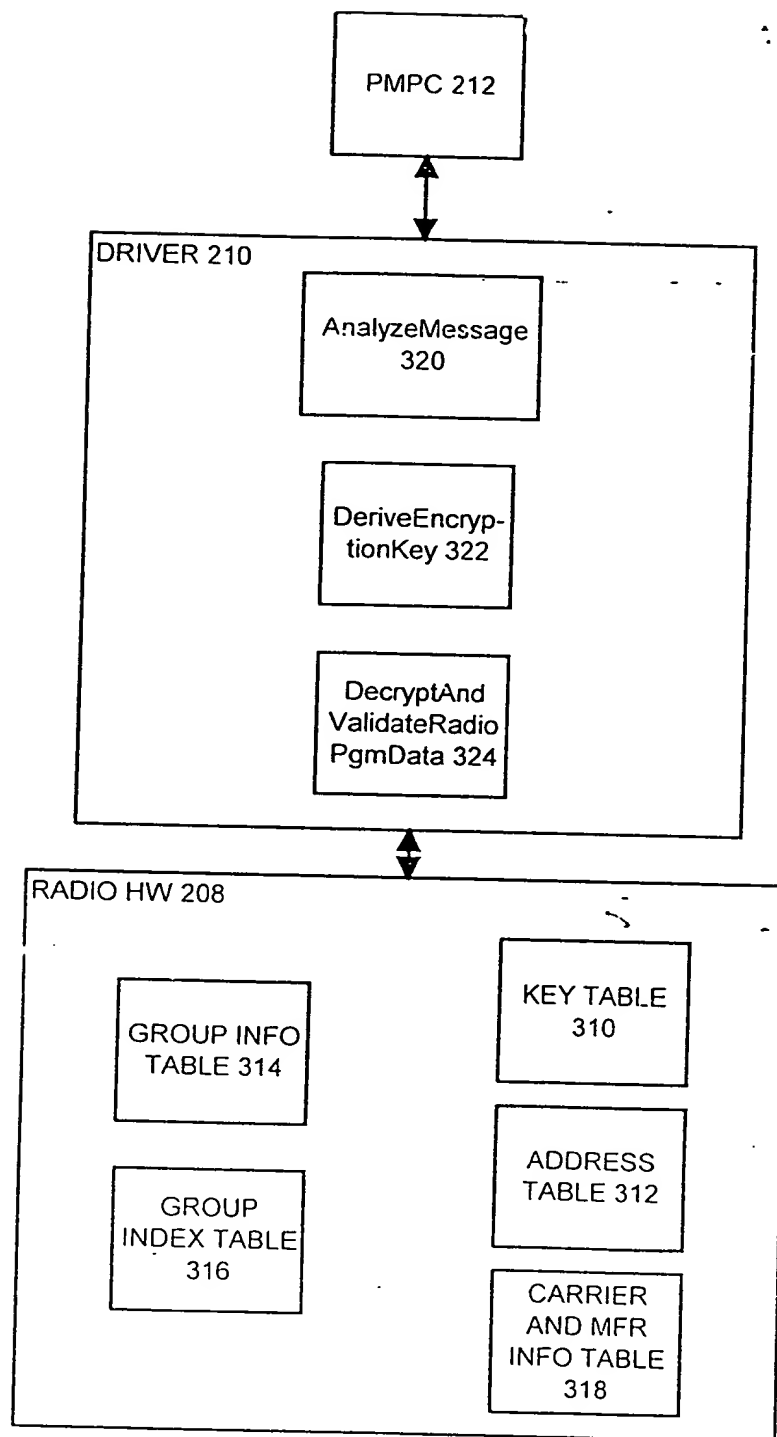 PMPC 212
DRIVER 210
AnalyzeMessage
320
DeriveEncryp-
tionKey 322
DecryptAnd
ValidateRadio
PgmData 324
RADIO HW 208
GROUP INFO
TABLE 314
GROUP
INDEX TABLE
316
KEY TABLE
310
ADDRESS
TABLE 312
CARRIER
AND MFR
INFO TABLE
318